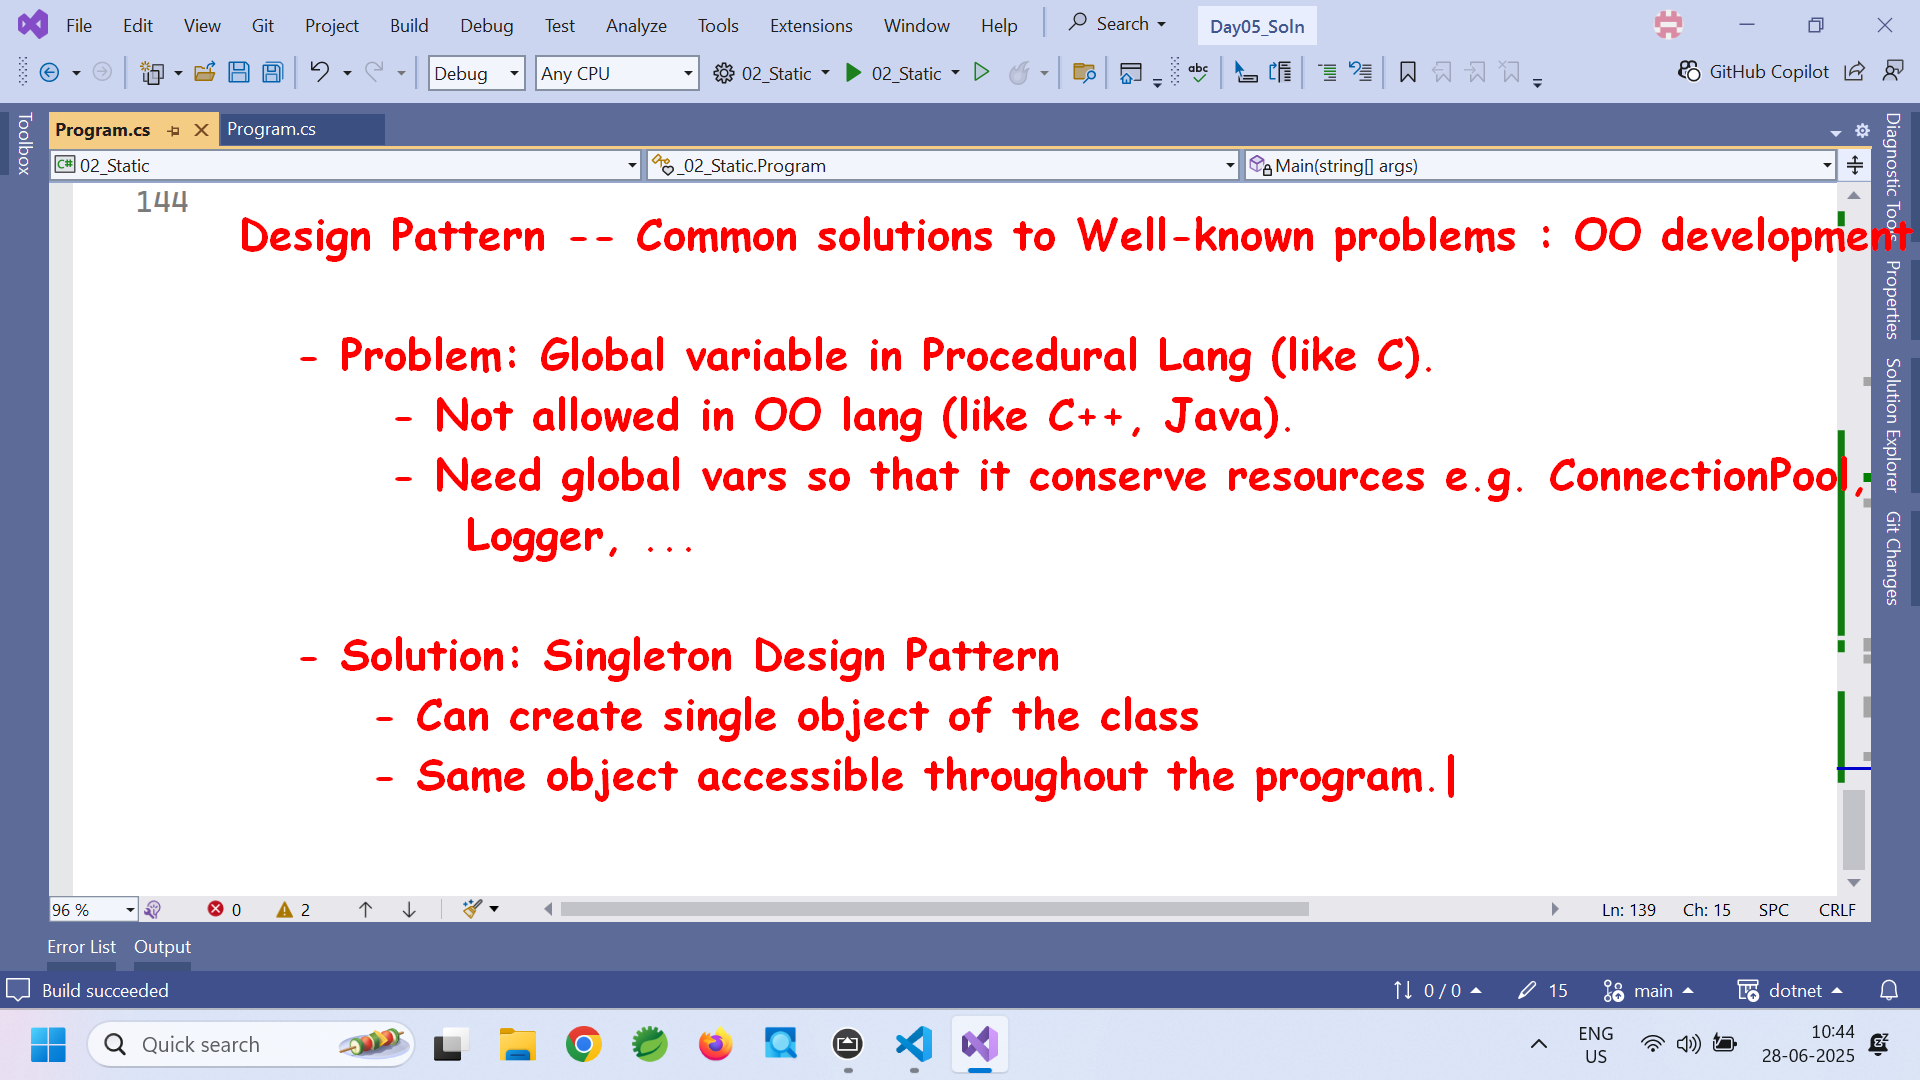 File Edit View Git Project Build Debug Test Analyze Tools Extensions Window Help Search Day05_Soln
Debug Any CPU 02_Static 02_Static abc GitHub Copilot
Program.cs Program.cs
02_Static _02_Static.Program Main(string[] args)
144
Design Pattern -- Common solutions to Well-known problems : OO development
- Problem: Global variable in Procedural Lang (like C).
- Not allowed in OO lang (like C++, Java).
- Need global vars so that it conserve resources e.g. ConnectionPool,
Logger, ...
- Solution: Singleton Design Pattern
- Can create single object of the class
- Same object accessible throughout the program.
Toolbox
Diagnostic Tools
Properties
Solution Explorer
Git Changes
96 % 0 2 Ln: 139 Ch: 15 SPC CRLF
Error List Output
Build succeeded 0 / 0 15 main dotnet
Quick search ENG US 10:44 28-06-2025